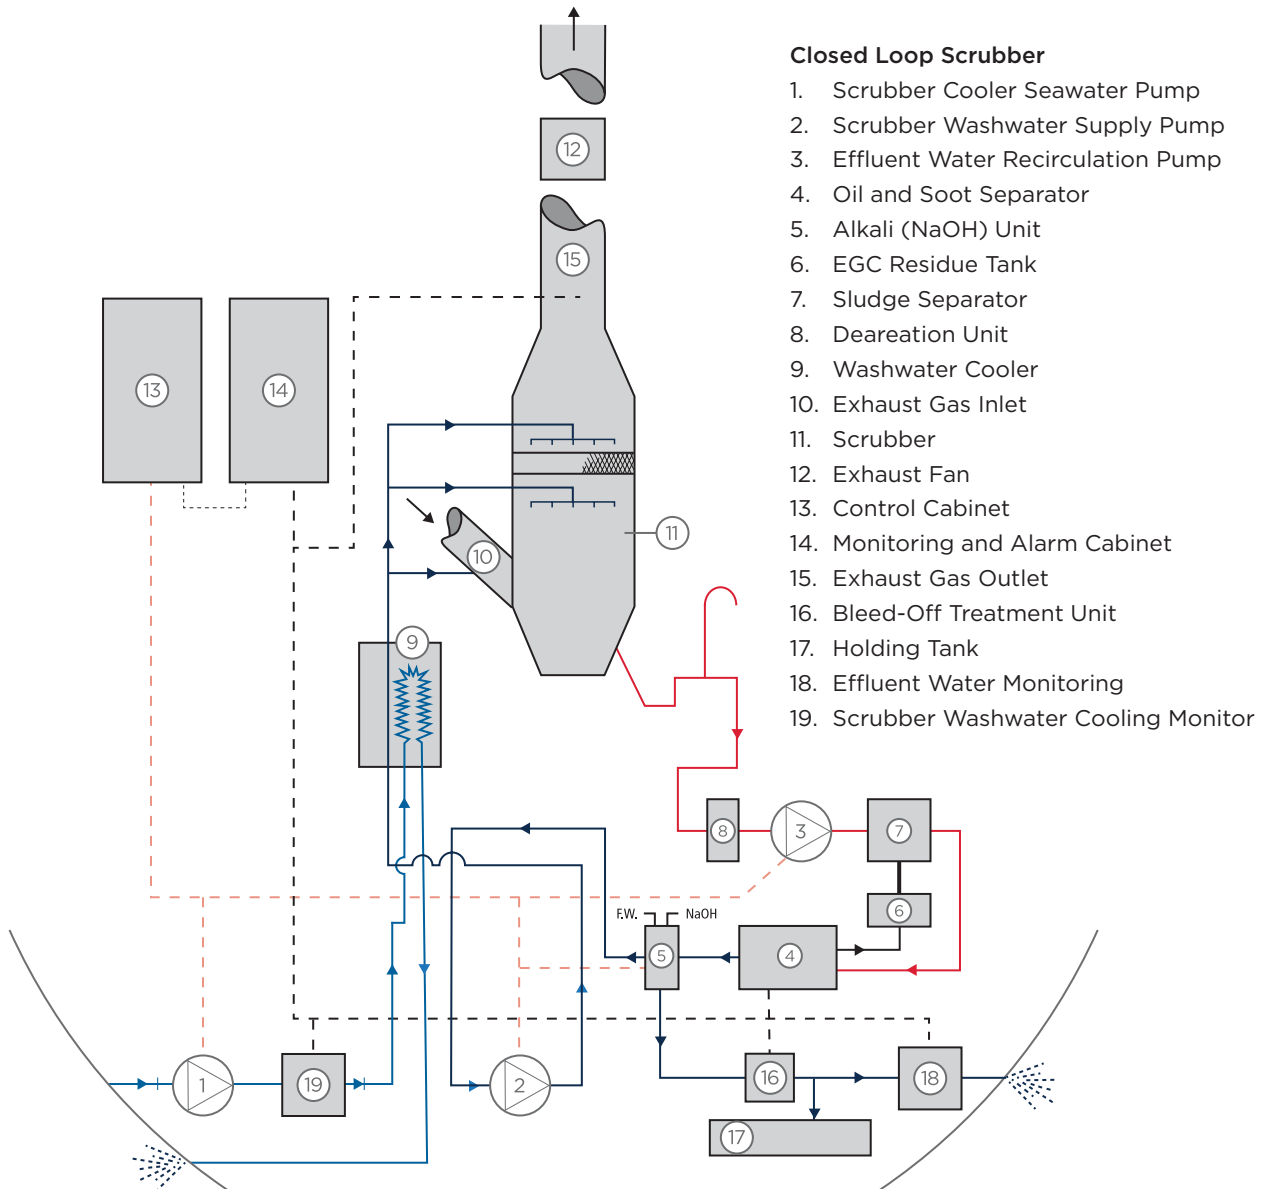 Closed Loop Scrubber
1. Scrubber Cooler Seawater Pump
2. Scrubber Washwater Supply Pump
3. Effluent Water Recirculation Pump
4. Oil and Soot Separator
5. Alkali (NaOH) Unit
6. EGC Residue Tank
7. Sludge Separator
8. Deareation Unit
9. Washwater Cooler
10. Exhaust Gas Inlet
11. Scrubber
12. Exhaust Fan
13. Control Cabinet
14. Monitoring and Alarm Cabinet
15. Exhaust Gas Outlet
16. Bleed-Off Treatment Unit
17. Holding Tank
18. Effluent Water Monitoring
19. Scrubber Washwater Cooling Monitor
12
15
13
14
11
10
9
8
3
7
6
F.W.
NaOH
5
4
1
19
2
16
18
17